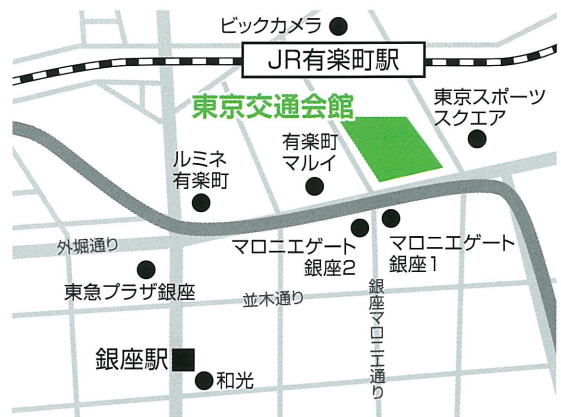 ビックカメラ
JR有楽町駅
東京交通会館
東京スポーツ
スクエア
有楽町
マルイ
ルミネ
有楽町
外堀通り
マロニエゲート
銀座2
マロニエゲート
銀座1
東急プラザ銀座
並木通り
銀座マロニエ通り
銀座駅
和光